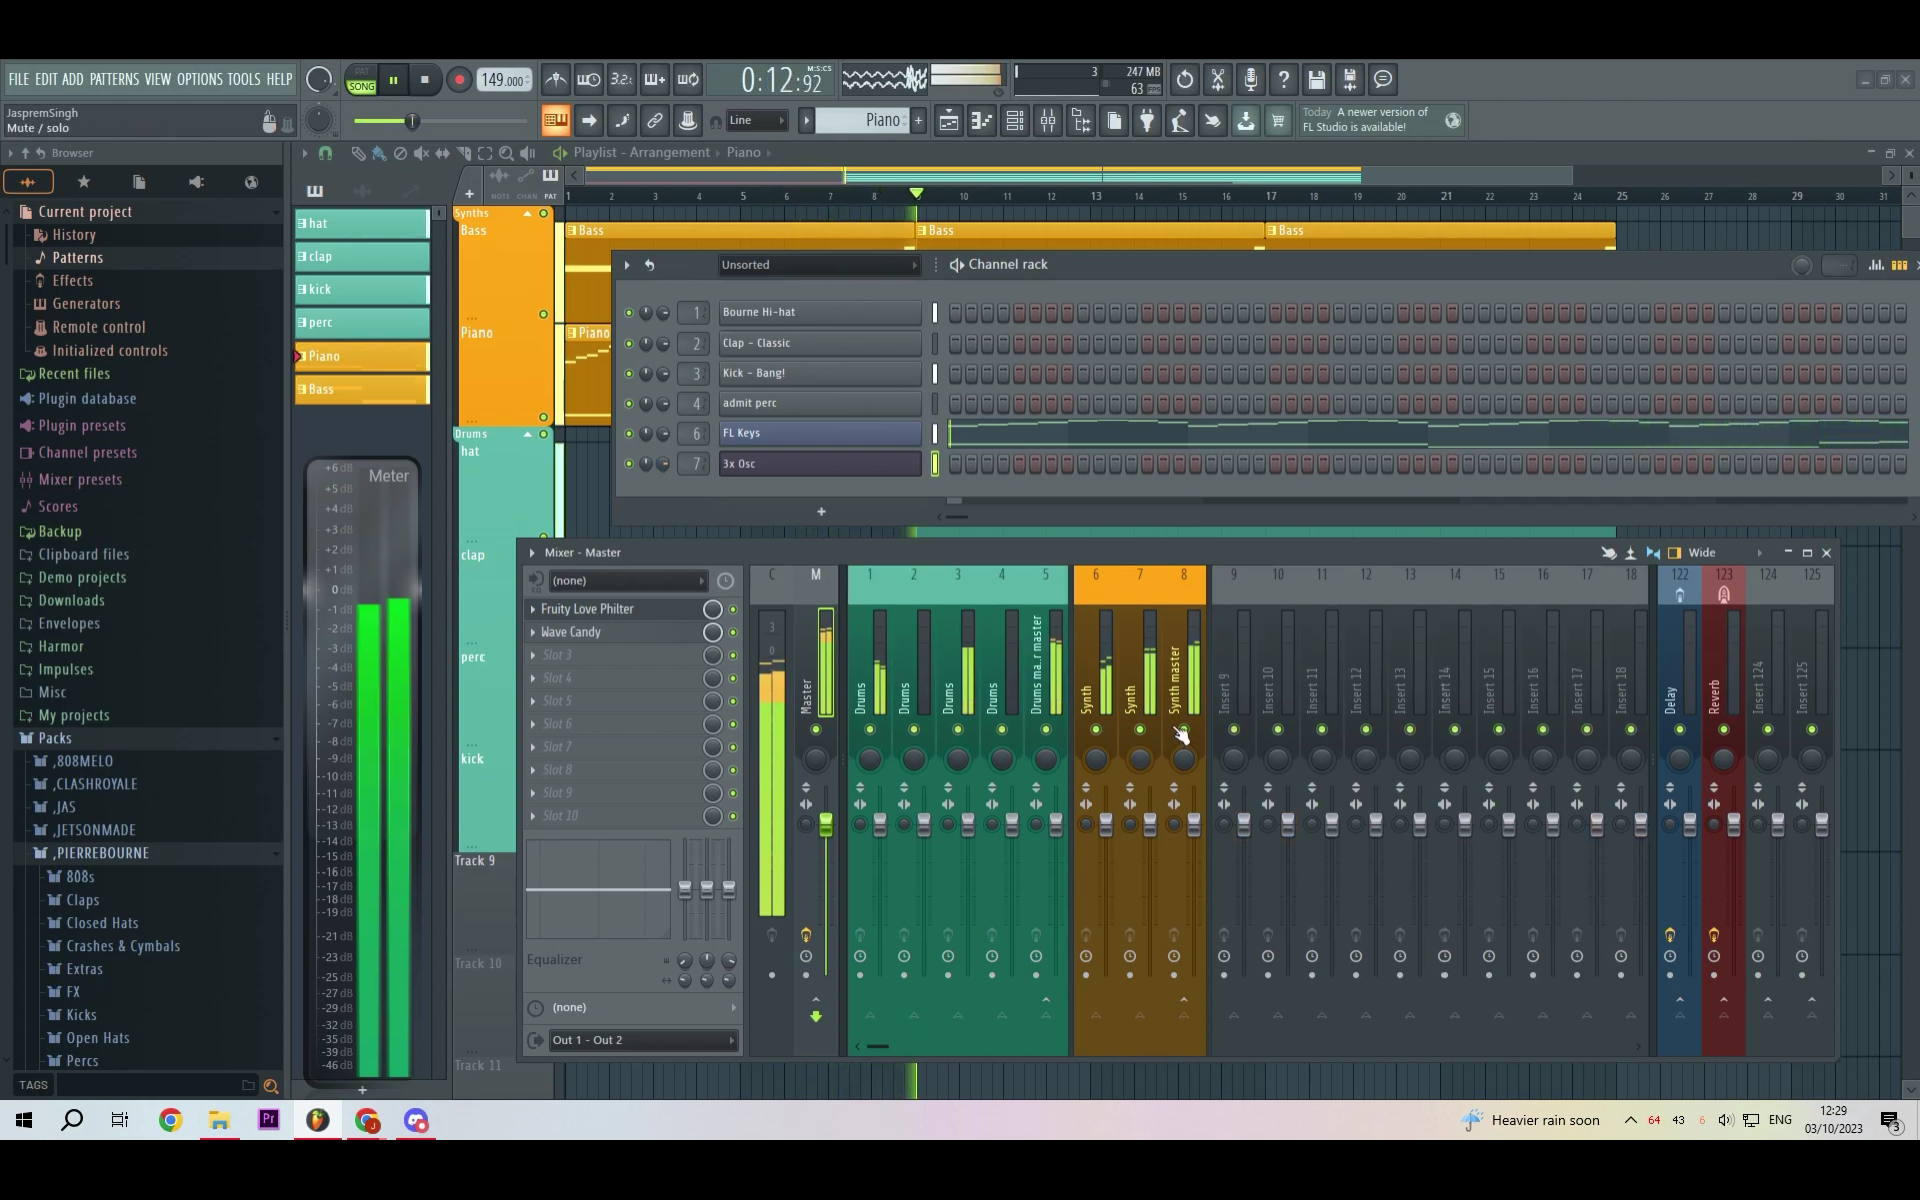 FILE EDIT ADD PATTERNS VIEW OPTIONS TOOLS HELP
PAT
SONG
149.000
3.2.
0:12:92
M:S:CS
3
247 MB
63
JaspremSingh
Mute / solo
Line
Piano
Today A newer version of
FL Studio is available!
Browser
Playlist - Arrangement
Piano
NOTE CHAN PAT
1 2 3 4 5 6 7 8 10 11 12 13 14 15 16 17 18 19 20 21 22 23 24 25 26 27 28 29 30 31
Current project
History
Patterns
Effects
Generators
Remote control
Initialized controls
Recent files
Plugin database
Plugin presets
Channel presets
Mixer presets
Scores
Backup
Clipboard files
Demo projects
Downloads
Envelopes
Harmor
Impulses
Misc
My projects
Packs
,808MELO
,CLASHROYALE
,JAS
,JETSONMADE
,PIERREBOURNE
808s
Claps
Closed Hats
Crashes & Cymbals
Extras
FX
Kicks
Open Hats
Percs
TAGS
hat
clap
kick
perc
Piano
Bass
Meter
+6 dB
+5 dB
+4 dB
+3 dB
+2 dB
+1 dB
0 dB
-1 dB
-2 dB
-3 dB
-4 dB
-5 dB
-6 dB
-7 dB
-8 dB
-9 dB
-10 dB
-11 dB
-12 dB
-13 dB
-14 dB
-15 dB
-16 dB
-17 dB
-18 dB
-19 dB
-21 dB
-23 dB
-25 dB
-27 dB
-29 dB
-32 dB
-35 dB
-39 dB
-46 dB
Synths
Bass
Piano
Drums
hat
clap
perc
kick
Track 9
Track 10
Track 11
Bass
Bass
Bass
Piano
Unsorted
Channel rack
1 Bourne Hi-hat
2 Clap - Classic
3 Kick - Bang!
4 admit perc
6 FL Keys
7 3x Osc
Mixer - Master
Wide
(none)
Fruity Love Philter
Wave Candy
Slot 3
Slot 4
Slot 5
Slot 6
Slot 7
Slot 8
Slot 9
Slot 10
Equalizer
(none)
Out 1 - Out 2
C M 1 2 3 4 5 6 7 8 9 10 11 12 13 14 15 16 17 18 122 123 124 125
3
0
Master
Drums
Drums
Drums
Drums
Drums ma..r master
Synth
Synth
Synth master
Insert 9
Insert 10
Insert 11
Insert 12
Insert 13
Insert 14
Insert 15
Insert 16
Insert 17
Insert 18
Delay
Reverb
Insert 124
Insert 125
Pr
Heavier rain soon
64 43 6
ENG
12:29
03/10/2023
3